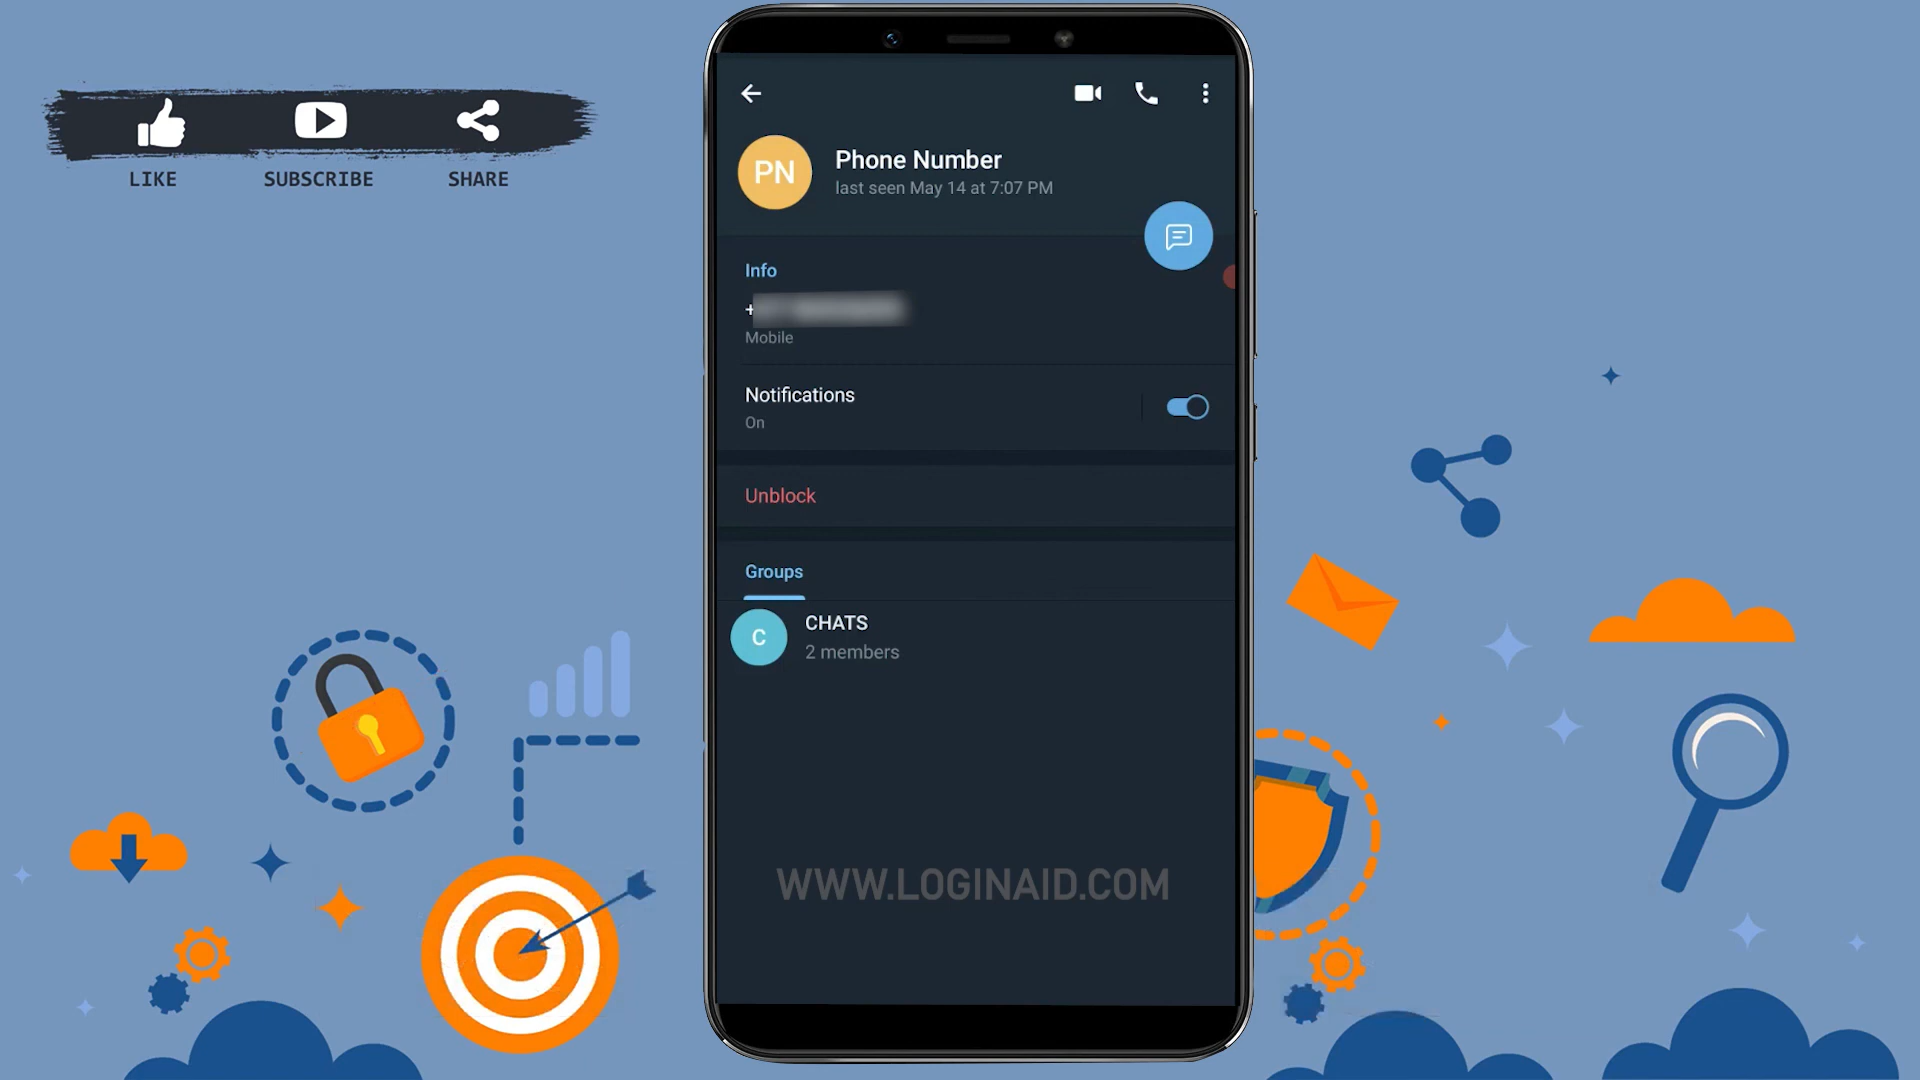 LIKE
SUBSCRIBE
SHARE
PN
Phone Number
last seen May 14 at 7:07 PM
Info
+
Mobile
Notifications
On
Unblock
Groups
C
CHATS
2 members
WWW.LOGINAID.COM